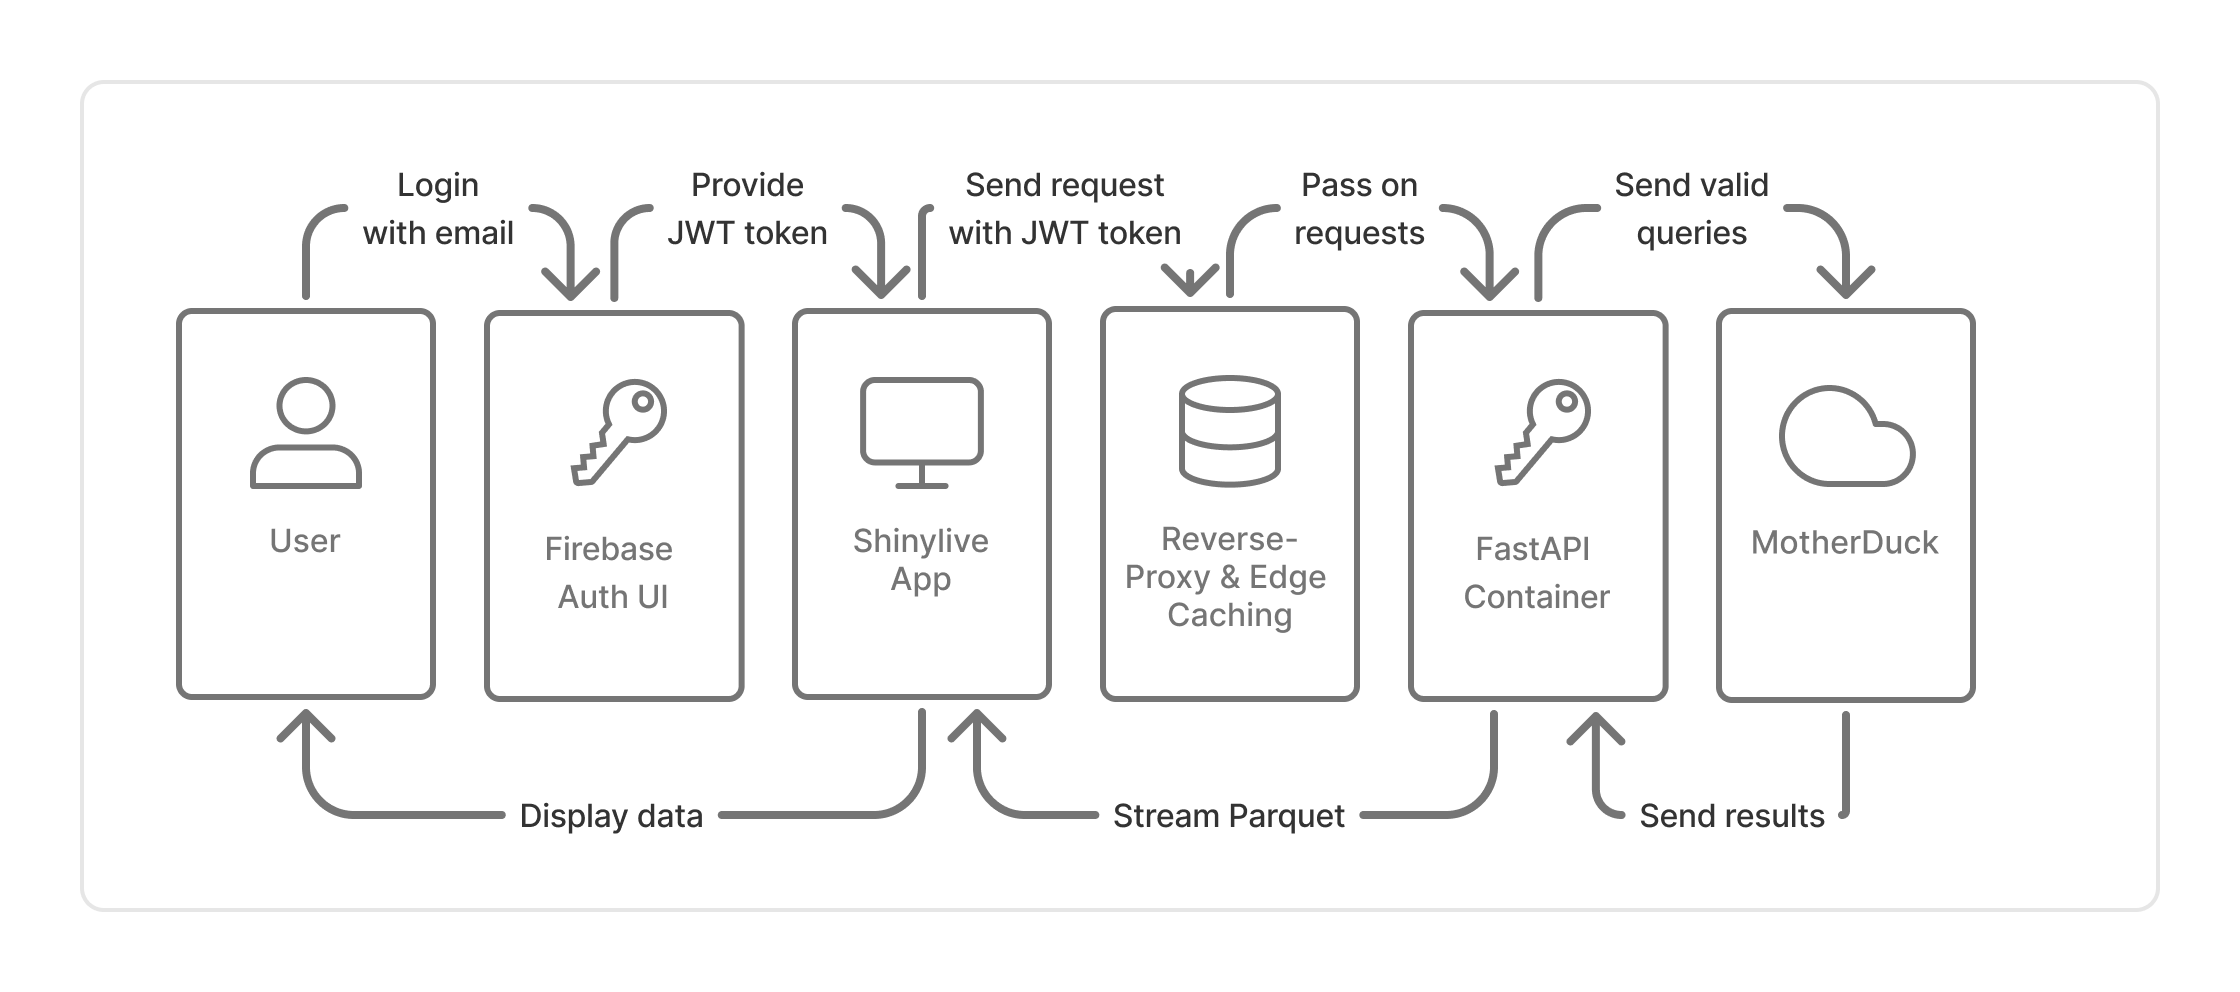 Login
with email
Provide
JWT token
Send request
with JWT token
Pass on
requests
Send valid
queries
User
Firebase
Auth UI
Shinylive
App
Reverse-
Proxy & Edge
Caching
FastAPI
Container
MotherDuck
Display data
Stream Parquet
Send results